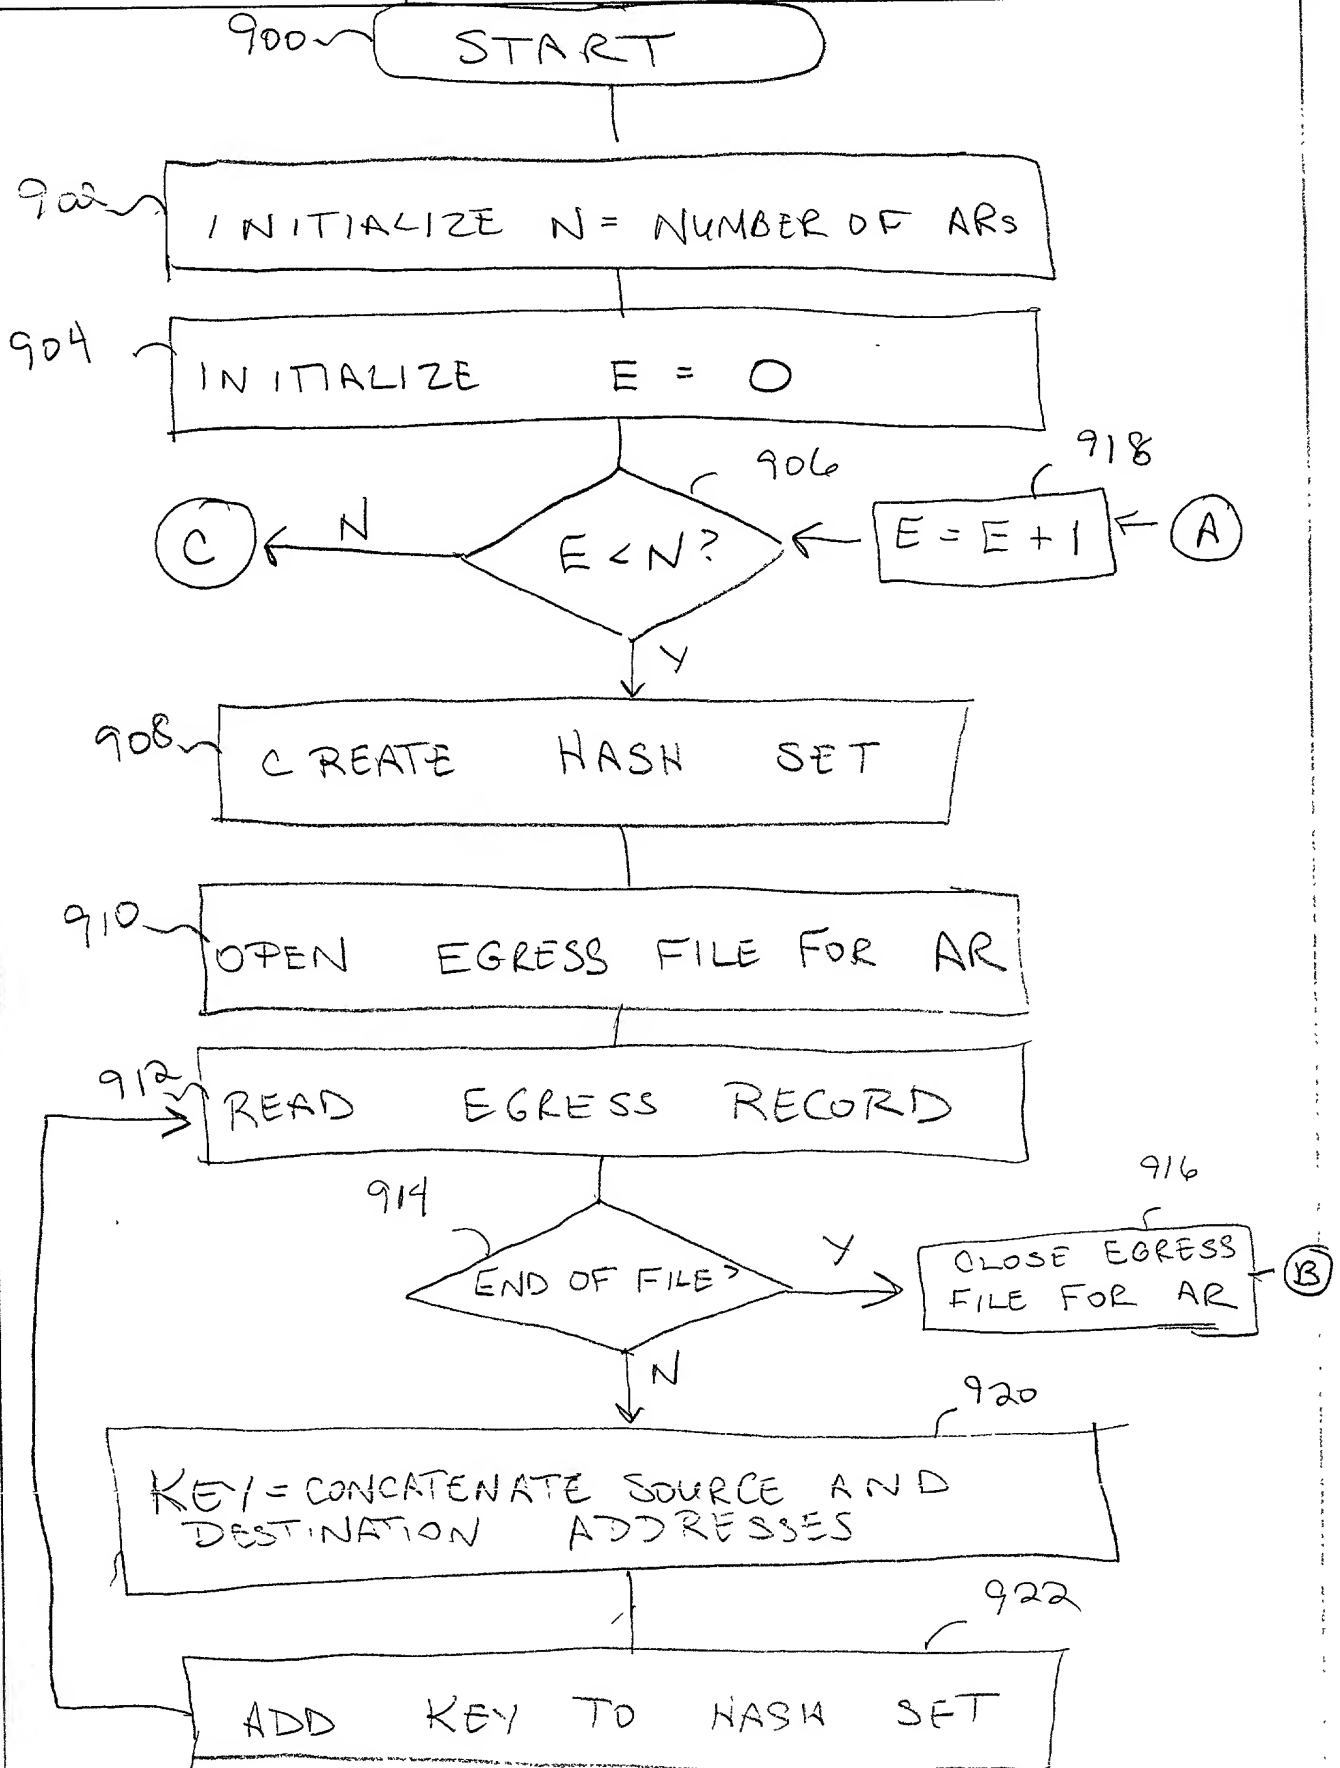 900 START
902
INITIALIZE N = NUMBER OF ARs
904
INITIALIZE E = 0
906
918
C
N
E < N?
E = E + 1
A
Y
908
CREATE HASH SET
910
OPEN EGRESS FILE FOR AR
912
READ EGRESS RECORD
914
916
END OF FILE?
Y
CLOSE EGRESS
FILE FOR AR
B
N
920
KEY = CONCATENATE SOURCE AND
DESTINATION ADDRESSES
922
ADD KEY TO HASH SET